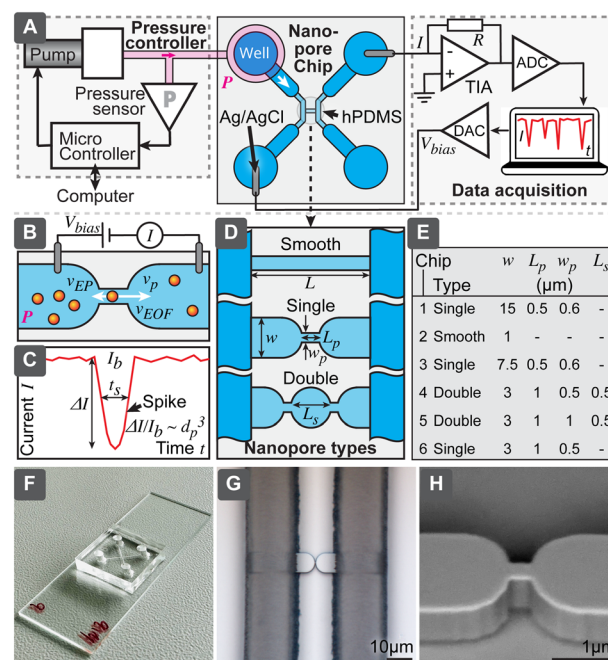 A
Pump
Pressure
controller
Pressure
sensor
P
Micro
Controller
Computer
Well
P
Nano-
pore
Chip
Ag/AgCl
hPDMS
I
R
-
+
TIA
ADC
DAC
V_bias
I
t
Data acquisition
B
V_bias
I
v_EP
v_p
v_EOF
P
C
I_b
t_s
ΔI
Spike
ΔI/I_b ~ d_p³
Current I
Time t
D
Smooth
L
Single
w
L_p
w_p
Double
L_s
Nanopore types
E
Chip w L_p w_p L_s
Type (μm)
1 Single 15 0.5 0.6 -
2 Smooth 1 - - -
3 Single 7.5 0.5 0.6 -
4 Double 3 1 0.5 0.5
5 Double 3 1 1 0.5
6 Single 3 1 0.5 -
F
G
10μm
H
1μm